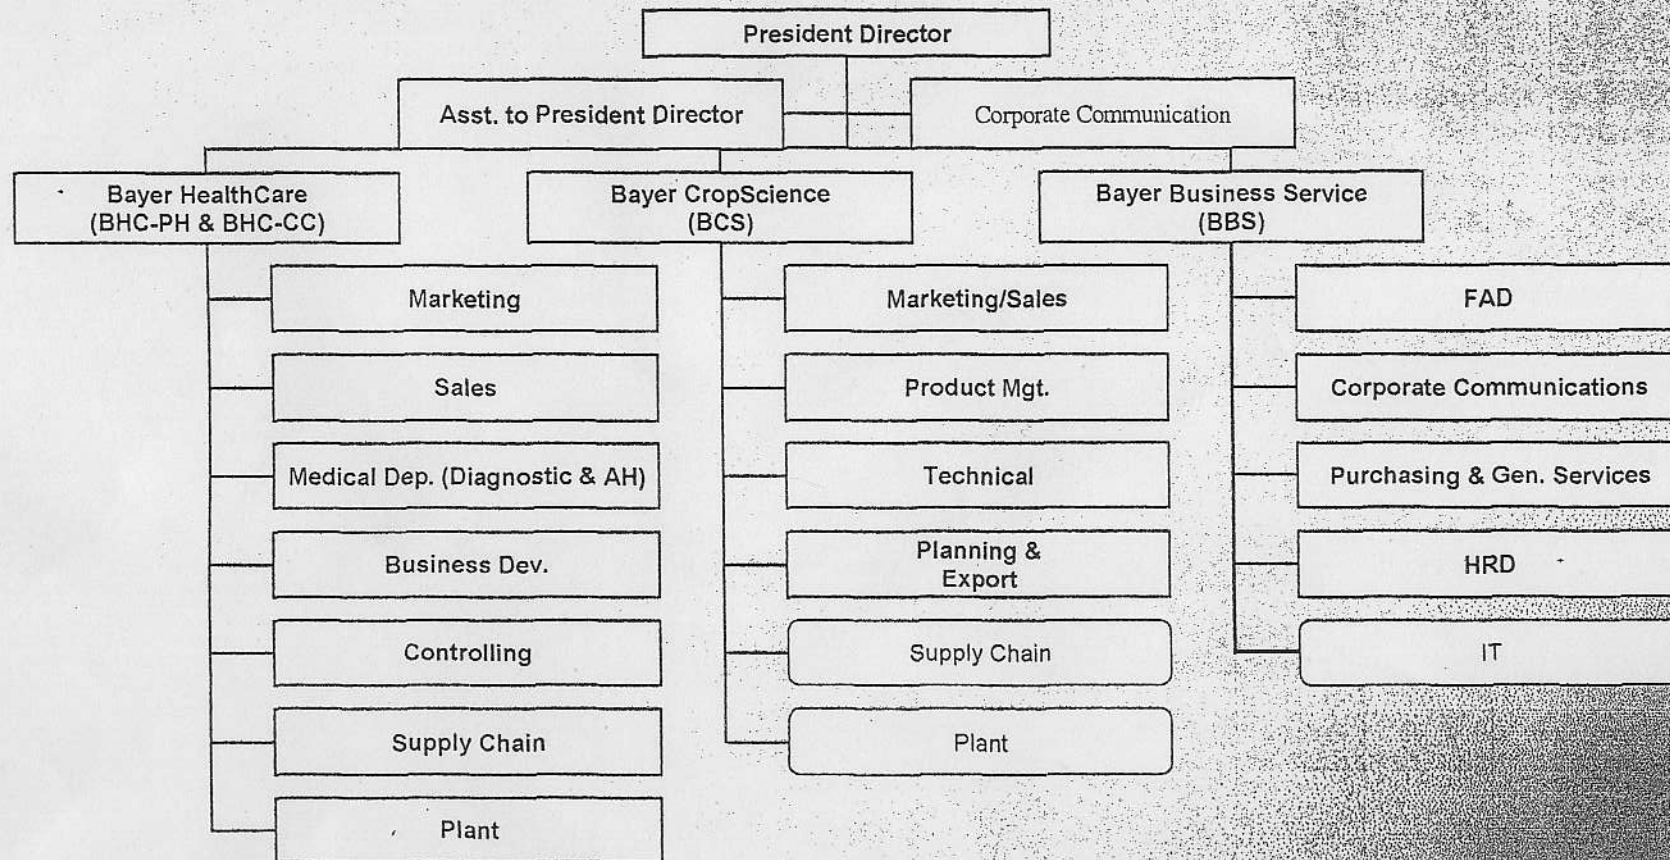 President Director
Asst. to President Director
Corporate Communication
Bayer HealthCare
(BHC-PH & BHC-CC)
Bayer CropScience
(BCS)
Bayer Business Service
(BBS)
Marketing
Sales
Medical Dep. (Diagnostic & AH)
Business Dev.
Controlling
Supply Chain
Plant
Marketing/Sales
Product Mgt.
Technical
Planning &
Export
Supply Chain
Plant
FAD
Corporate Communications
Purchasing & Gen. Services
HRD
IT